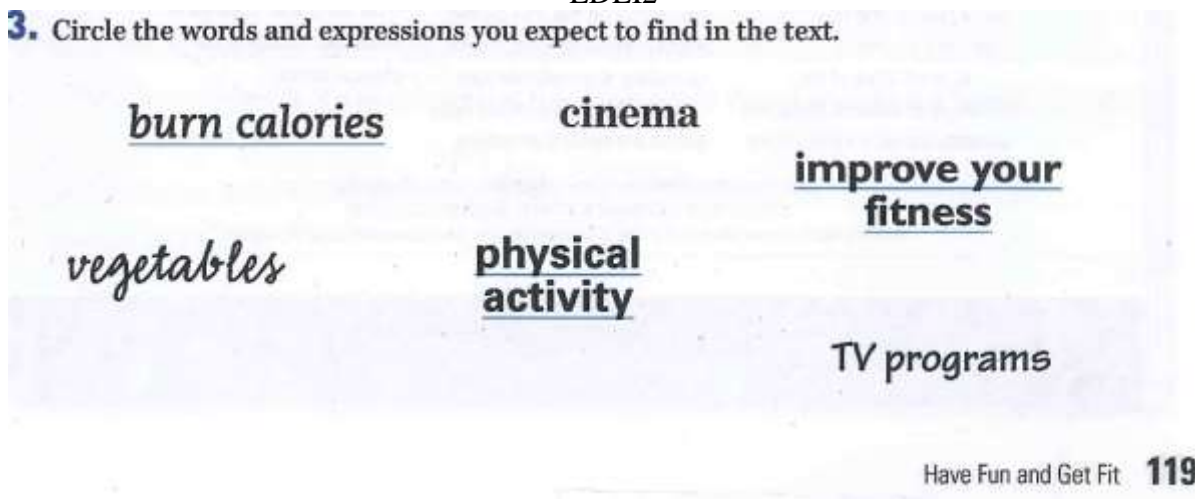 3. Circle the words and expressions you expect to find in the text.
burn calories
cinema
improve your
fitness
vegetables
physical
activity
TV programs
Have Fun and Get Fit 119